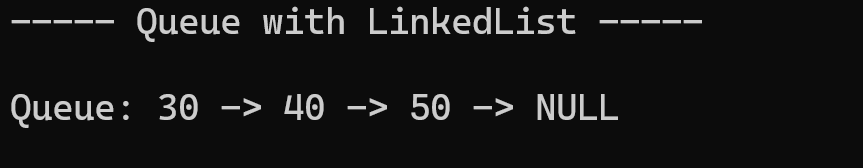 ----- Queue with LinkedList -----
Queue: 30 -> 40 -> 50 -> NULL